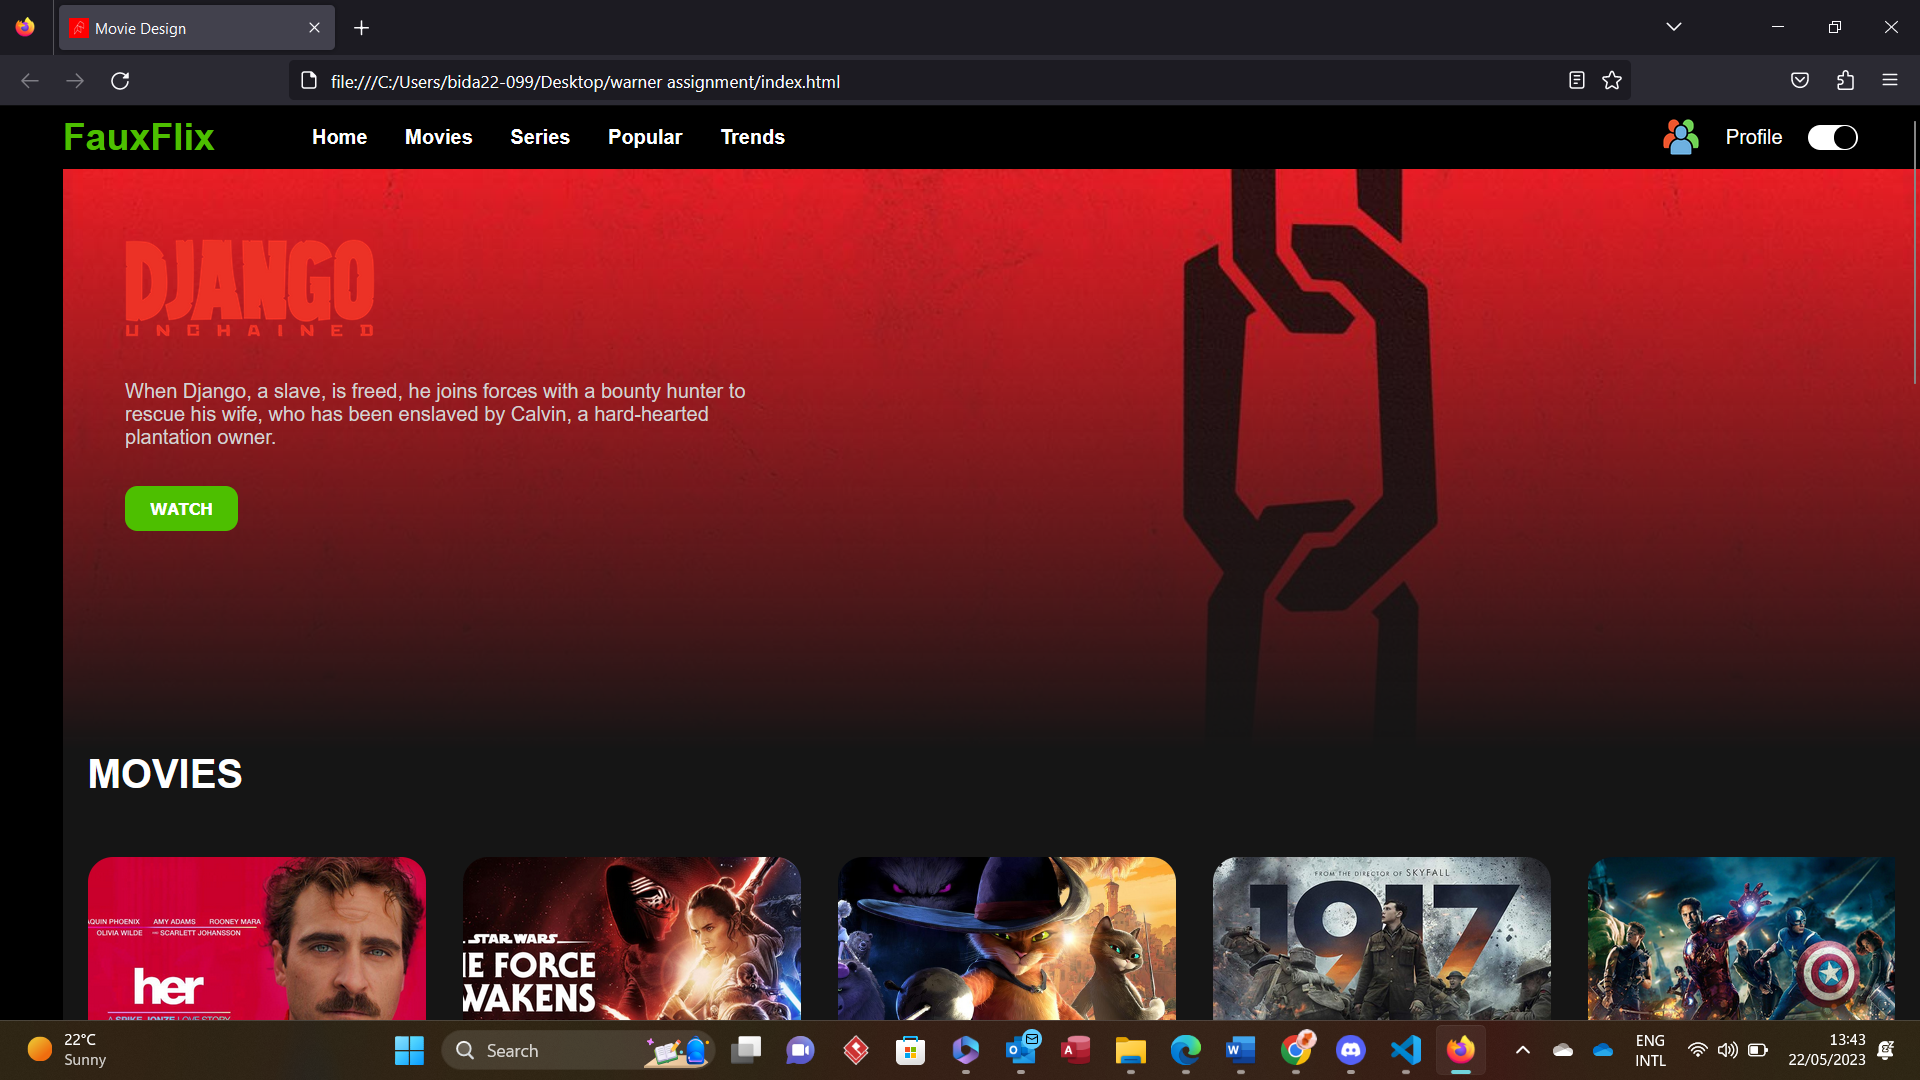 Movie Design
file:///C:/Users/bida22-099/Desktop/warner assignment/index.html
FauxFlix
Home Movies Series Popular Trends
Profile
DJANGO
UNCHAINED
When Django, a slave, is freed, he joins forces with a bounty hunter to
rescue his wife, who has been enslaved by Calvin, a hard-hearted
plantation owner.
WATCH
MOVIES
AQUIN PHOENIX AMY ADAMS ROONEY MARA
OLIVIA WILDE AND SCARLETT JOHANSSON
her
A SPIKE JONZE LOVE STORY
STAR WARS
HE FORCE
WAKENS
FROM THE DIRECTOR OF SKYFALL
1917
22°C
Sunny
Search
ENG
INTL
13:43
22/05/2023